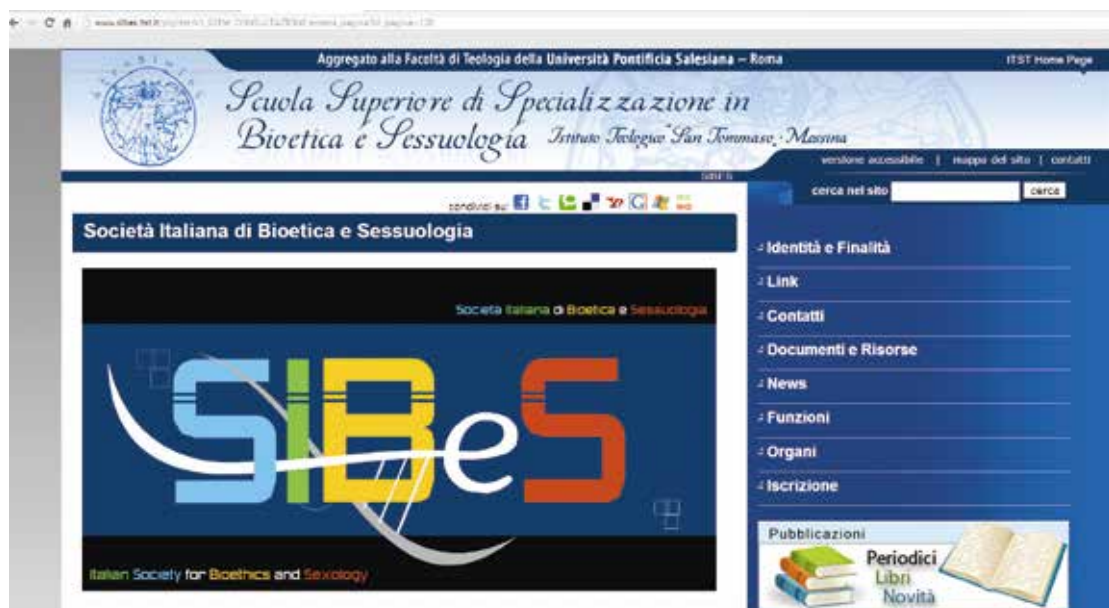 Aggregato alla Facoltà di Teologia della Università Pontificia Salesiana – Roma
ITST Home Page
Scuola Superiore di Specializzazione in
Bioetica e Sessuologia Istituto Teologico "San Tommaso" - Messina
versione accessibile | mappa del sito | contatti
SIBES
cerca nel sito
cerca
condividi su:
Società Italiana di Bioetica e Sessuologia
Società Italiana di Bioetica e Sessuologia
SIBeS
Italian Society for Bioethics and Sexology
Identità e Finalità
Link
Contatti
Documenti e Risorse
News
Funzioni
Organi
Iscrizione
Pubblicazioni
Periodici
Libri
Novità